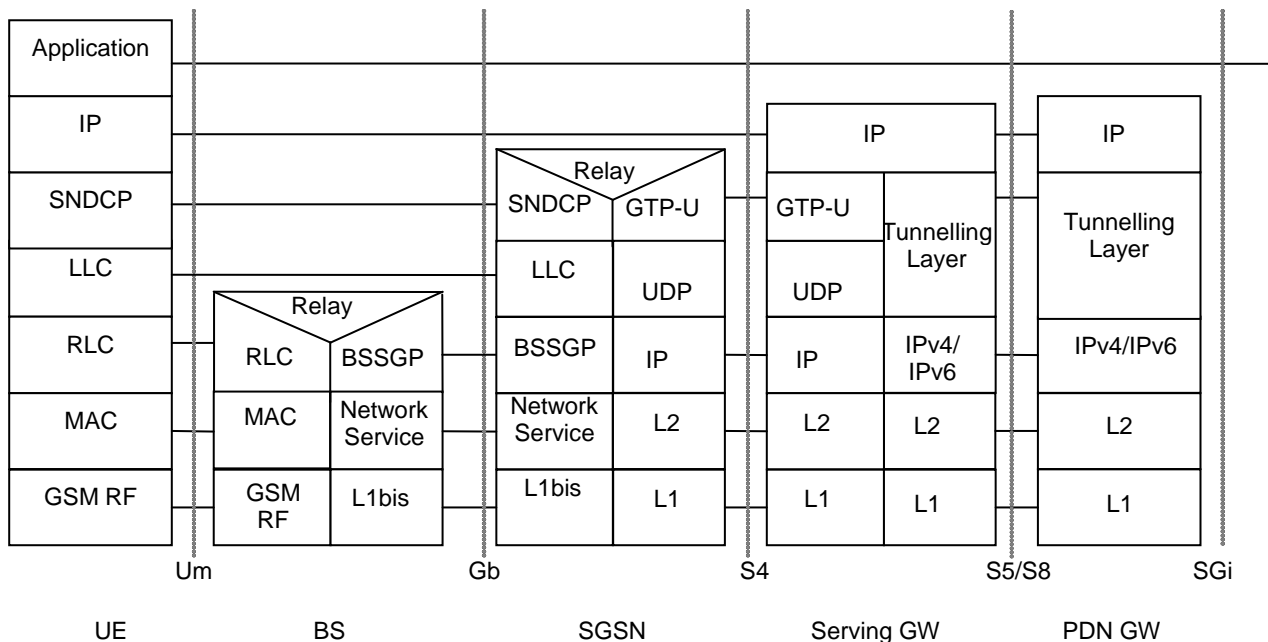 Application
IP
IP
IP
Relay
SNDCP
SNDCP
GTP-U
GTP-U
Tunnelling
Layer
Tunnelling
Layer
LLC
LLC
UDP
UDP
Relay
RLC
RLC
BSSGP
BSSGP
IP
IP
IPv4/
IPv6
IPv4/IPv6
MAC
MAC
Network
Service
Network
Service
L2
L2
L2
L2
GSM RF
GSM
RF
L1bis
L1bis
L1
L1
L1
L1
Um
Gb
S4
S5/S8
SGi
UE
BS
SGSN
Serving GW
PDN GW